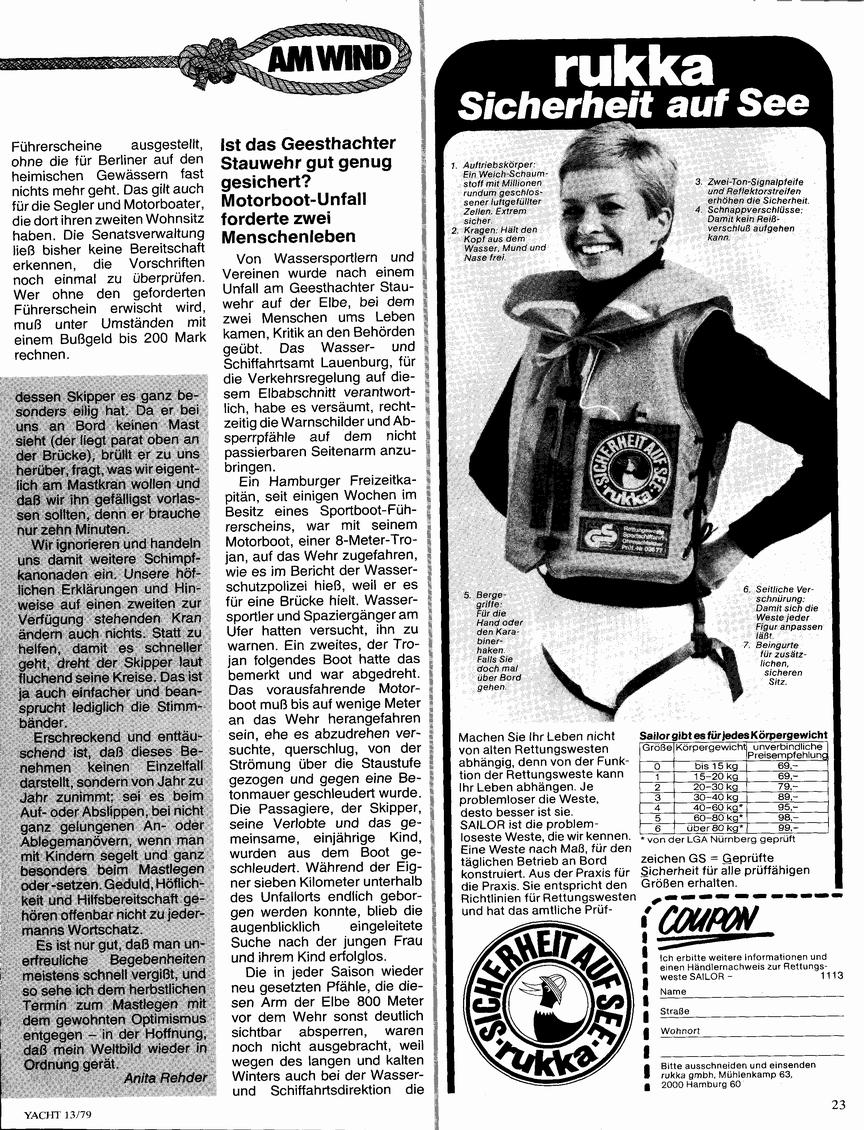 AM WIND
Führerscheine ausgestellt,
ohne die für Berliner auf den
heimischen Gewässern fast
nichts mehr geht. Das gilt auch
für die Segler und Motorboater,
die dort ihren zweiten Wohnsitz
haben. Die Senatsverwaltung
ließ bisher keine Bereitschaft
erkennen, die Vorschriften
noch einmal zu überprüfen.
Wer ohne den geforderten
Führerschein erwischt wird,
muß unter Umständen mit
einem Bußgeld bis 200 Mark
rechnen.
dessen Skipper es ganz be-
sonders eilig hat. Da er bei
uns an Bord keinen Mast
sieht (der liegt parat oben an
der Brücke), brüllt er zu uns
herüber, fragt, was wir eigent-
lich am Mastkran wollen und
daß wir ihn gefälligst vorlas-
sen sollten, denn er brauche
nur zehn Minuten.
Wir ignorieren und handeln
uns damit weitere Schimpf-
kanonaden ein. Unsere höf-
lichen Erklärungen und Hin-
weise auf einen zweiten zur
Verfügung stehenden Kran
ändern auch nichts. Statt zu
helfen, damit es schneller
geht, dreht der Skipper laut
fluchend seine Kreise. Das ist
ja auch einfacher und bean-
sprucht lediglich die Stimm-
bänder.
Erschreckend und enttäu-
schend ist, daß dieses Be-
nehmen keinen Einzelfall
darstellt, sondern von Jahr zu
Jahr zunimmt; sei es beim
Auf- oder Abslippen, bei nicht
ganz gelungenen An- oder
Ablegemanövern, wenn man
mit Kindern segelt und ganz
besonders beim Mastlegen
oder -setzen. Geduld, Höflich-
keit und Hilfsbereitschaft ge-
hören offenbar nicht zu jeder-
manns Wortschatz.
Es ist nur gut, daß man un-
erfreuliche Begebenheiten
meistens schnell vergißt, und
so sehe ich dem herbstlichen
Termin zum Mastlegen mit
dem gewohnten Optimismus
entgegen – in der Hoffnung,
daß mein Weltbild wieder in
Ordnung gerät.
Anita Rehder
Ist das Geesthachter
Stauwehr gut genug
gesichert?
Motorboot-Unfall
forderte zwei
Menschenleben
Von Wassersportlern und
Vereinen wurde nach einem
Unfall am Geesthachter Stau-
wehr auf der Elbe, bei dem
zwei Menschen ums Leben
kamen, Kritik an den Behörden
geübt. Das Wasser- und
Schiffahrtsamt Lauenburg, für
die Verkehrsregelung auf die-
sem Elbabschnitt verantwort-
lich, habe es versäumt, recht-
zeitig die Warnschilder und Ab-
sperrpfähle auf dem nicht
passierbaren Seitenarm anzu-
bringen.
Ein Hamburger Freizeitka-
pitän, seit einigen Wochen im
Besitz eines Sportboot-Füh-
rerscheins, war mit seinem
Motorboot, einer 8-Meter-Tro-
jan, auf das Wehr zugefahren,
wie es im Bericht der Wasser-
schutzpolizei hieß, weil er es
für eine Brücke hielt. Wasser-
sportler und Spaziergänger am
Ufer hatten versucht, ihn zu
warnen. Ein zweites, der Tro-
jan folgendes Boot hatte das
bemerkt und war abgedreht.
Das vorausfahrende Motor-
boot muß bis auf wenige Meter
an das Wehr herangefahren
sein, ehe es abzudrehen ver-
suchte, querschlug, von der
Strömung über die Staustufe
gezogen und gegen eine Be-
tonmauer geschleudert wurde.
Die Passagiere, der Skipper,
seine Verlobte und das ge-
meinsame, einjährige Kind,
wurden aus dem Boot ge-
schleudert. Während der Eig-
ner sieben Kilometer unterhalb
des Unfallorts endlich gebor-
gen werden konnte, blieb die
augenblicklich eingeleitete
Suche nach der jungen Frau
und ihrem Kind erfolglos.
Die in jeder Saison wieder
neu gesetzten Pfähle, die die-
sen Arm der Elbe 800 Meter
vor dem Wehr sonst deutlich
sichtbar absperren, waren
noch nicht ausgebracht, weil
wegen des langen und kalten
Winters auch bei der Wasser-
und Schiffahrtsdirektion die
YACHT 13/79
rukka
Sicherheit auf See
1. Auftriebskörper:
Ein Weich-Schaum-
stoff mit Millionen
rundum geschlos-
sener luftgefüllter
Zellen. Extrem
sicher.
2. Kragen: Hält den
Kopf aus dem
Wasser, Mund und
Nase frei.
3. Zwei-Ton-Signalpfeife
und Reflektorstreifen
erhöhen die Sicherheit.
4. Schnappverschlüsse:
Damit kein Reiß-
verschluß aufgehen
kann.
SICHERHEIT AUF SEE
rukka
GS
Rettungsweste
Sportschiffahrt
Ohnmachtsicher
5. Berge-
griffe:
Für die
Hand oder
den Kara-
biner-
haken.
Falls Sie
doch mal
über Bord
gehen.
6. Seitliche Ver-
schnürung:
Damit sich die
Weste jeder
Figur anpassen
läßt.
7. Beingurte
für zusätz-
lichen,
sicheren
Sitz.
Machen Sie Ihr Leben nicht
von alten Rettungswesten
abhängig, denn von der Funk-
tion der Rettungsweste kann
Ihr Leben abhängen. Je
problemloser die Weste,
desto besser ist sie.
SAILOR ist die problem-
loseste Weste, die wir kennen.
Eine Weste nach Maß, für den
täglichen Betrieb an Bord
konstruiert. Aus der Praxis für
die Praxis. Sie entspricht den
Richtlinien für Rettungswesten
und hat das amtliche Prüf-
Sailor gibt es für jedes Körpergewicht
Größe Körpergewicht unverbindliche
Preisempfehlung
0 bis 15 kg 69,–
1 15–20 kg 69,–
2 20–30 kg 79,–
3 30–40 kg 89,–
4 40–60 kg* 95,–
5 60–80 kg* 98,–
6 über 80 kg* 99,–
* von der LGA Nürnberg geprüft
zeichen GS = Geprüfte
Sicherheit für alle prüffähigen
Größen erhalten.
SICHERHEIT AUF SEE
rukka
COUPON
Ich erbitte weitere Informationen und
einen Händlernachweis zur Rettungs-
weste SAILOR – 1113
Name
Straße
Wohnort
Bitte ausschneiden und einsenden
rukka gmbh, Mühlenkamp 63,
2000 Hamburg 60
23